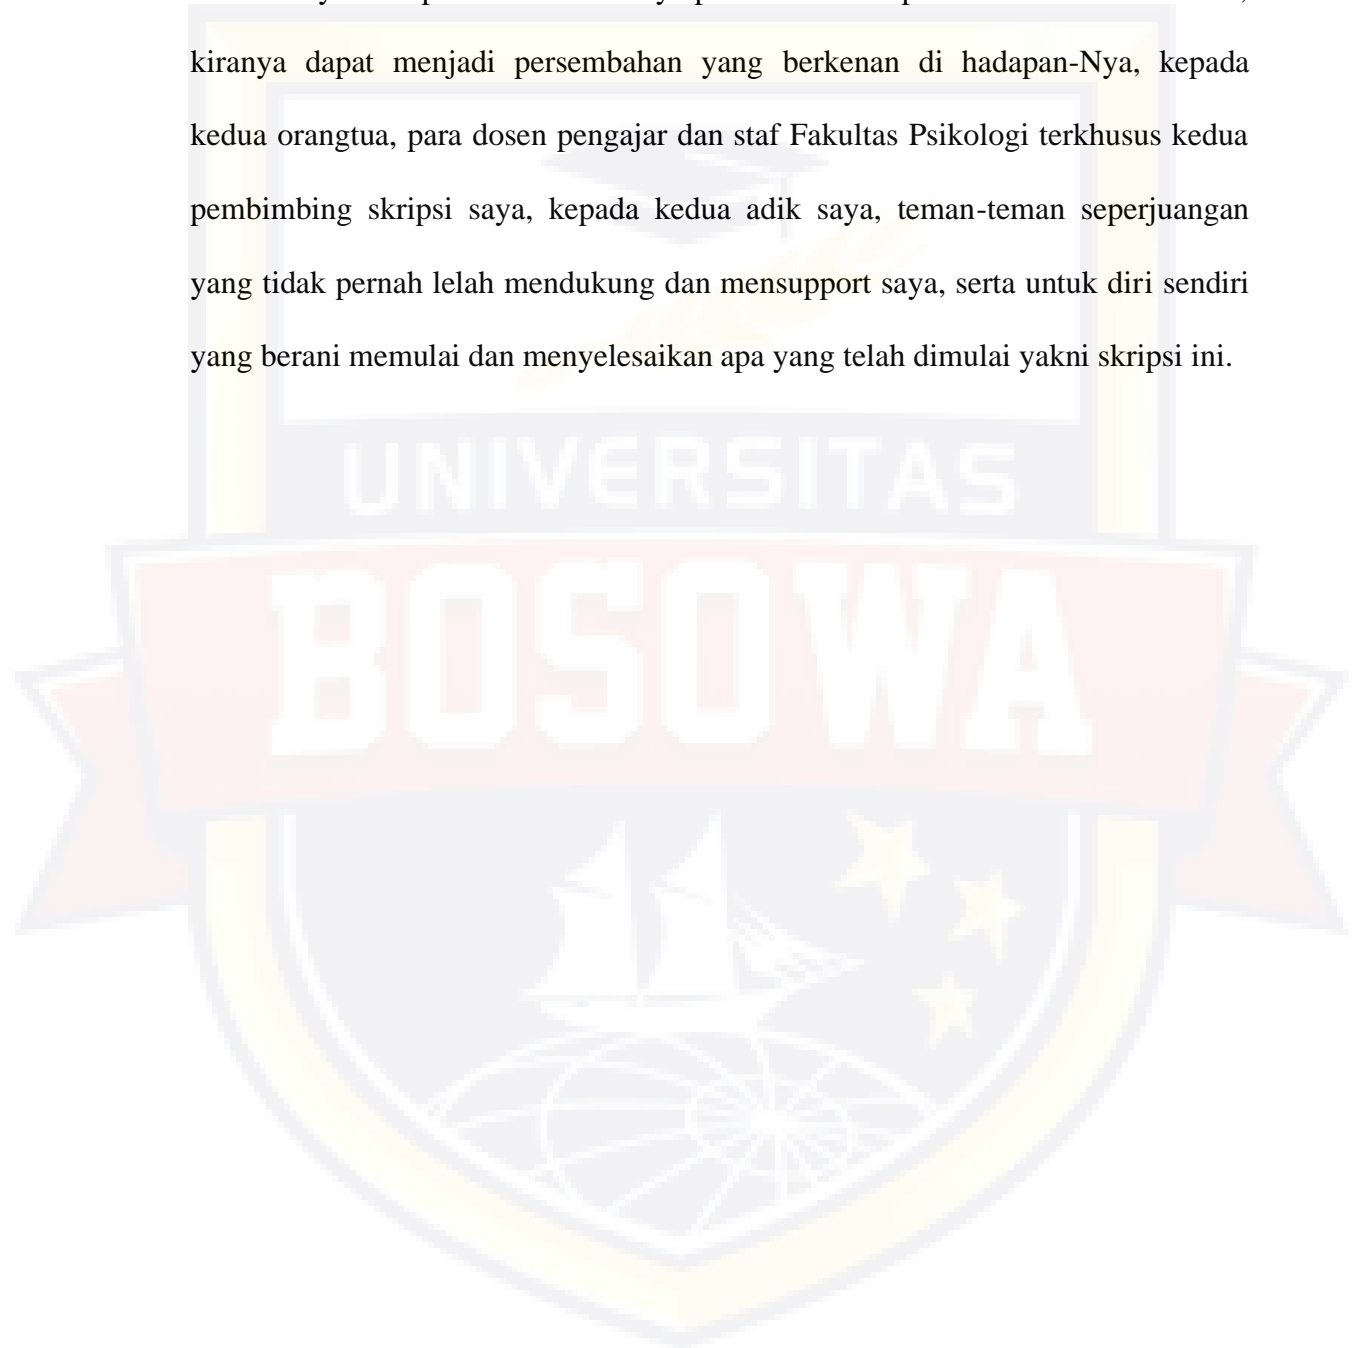 kiranya dapat menjadi persembahan yang berkenan di hadapan-Nya, kepada
kedua orangtua, para dosen pengajar dan staf Fakultas Psikologi terkhusus kedua
pembimbing skripsi saya, kepada kedua adik saya, teman-teman seperjuangan
yang tidak pernah lelah mendukung dan mensupport saya, serta untuk diri sendiri
yang berani memulai dan menyelesaikan apa yang telah dimulai yakni skripsi ini.
UNIVERSITAS
BOSOWA